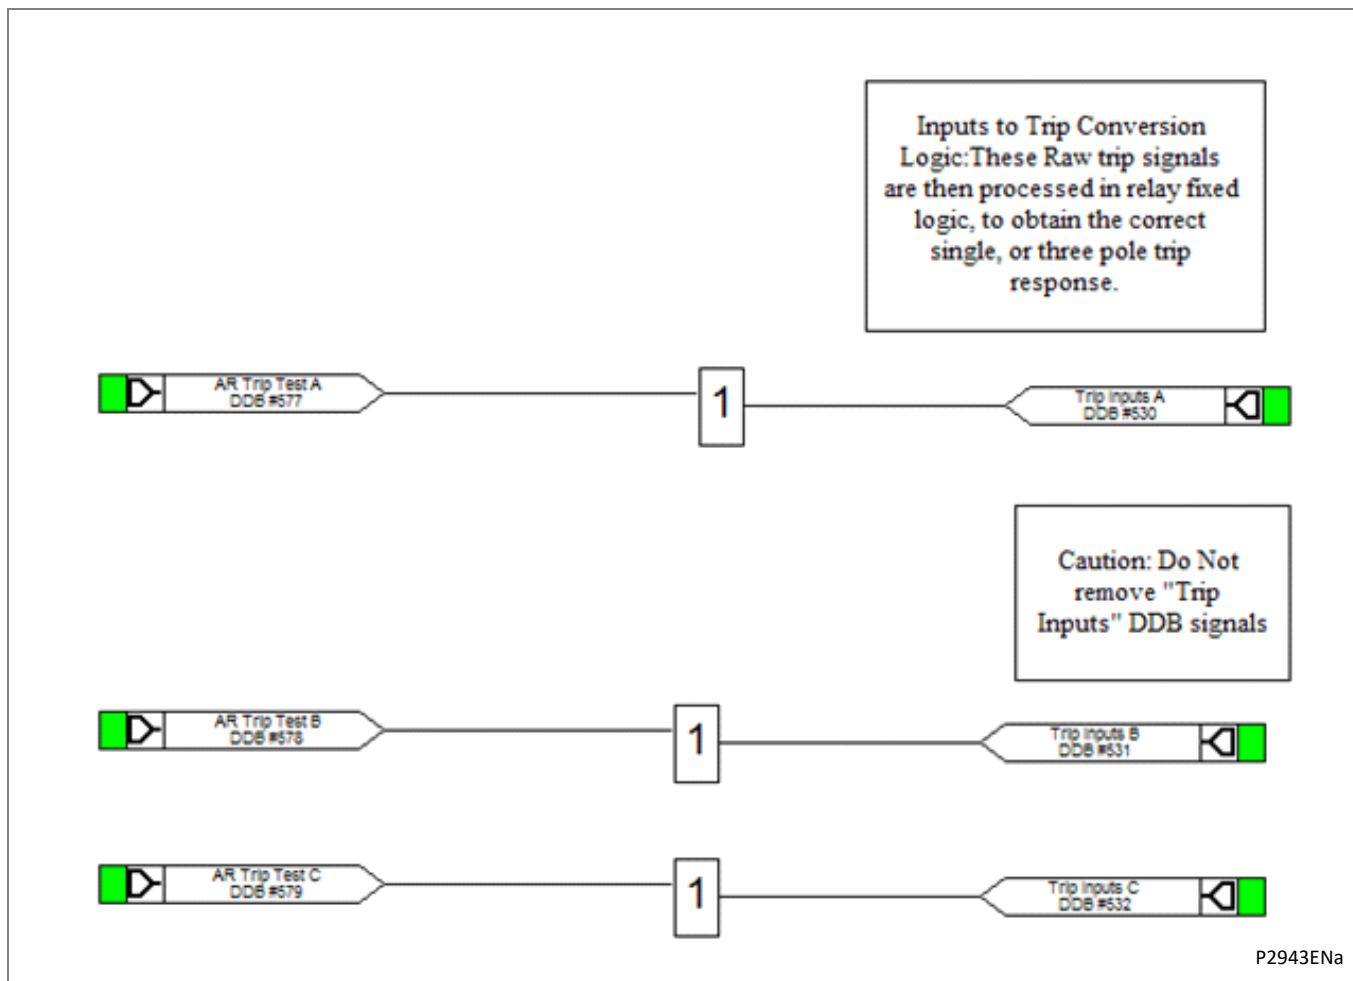 Inputs to Trip Conversion
Logic:These Raw trip signals
are then processed in relay fixed
logic, to obtain the correct
single, or three pole trip
response.
AR Trip Test A
DDB #577
1
Trip Inputs A
DDB #530
Caution: Do Not
remove "Trip
Inputs" DDB signals
AR Trip Test B
DDB #578
1
Trip Inputs B
DDB #531
AR Trip Test C
DDB #579
1
Trip Inputs C
DDB #532
P2943ENa